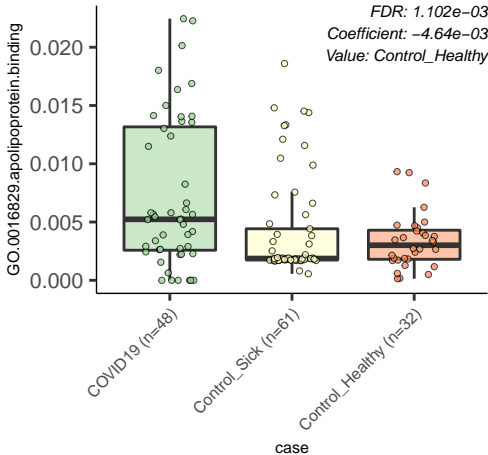 FDR: 1.102e−03
Coefficient: −4.64e−03
Value: Control_Healthy
GO.0016829.apolipoprotein.binding
0.020
0.015
0.010
0.005
0.000
COVID19 (n=48)
Control_Sick (n=61)
Control_Healthy (n=32)
case